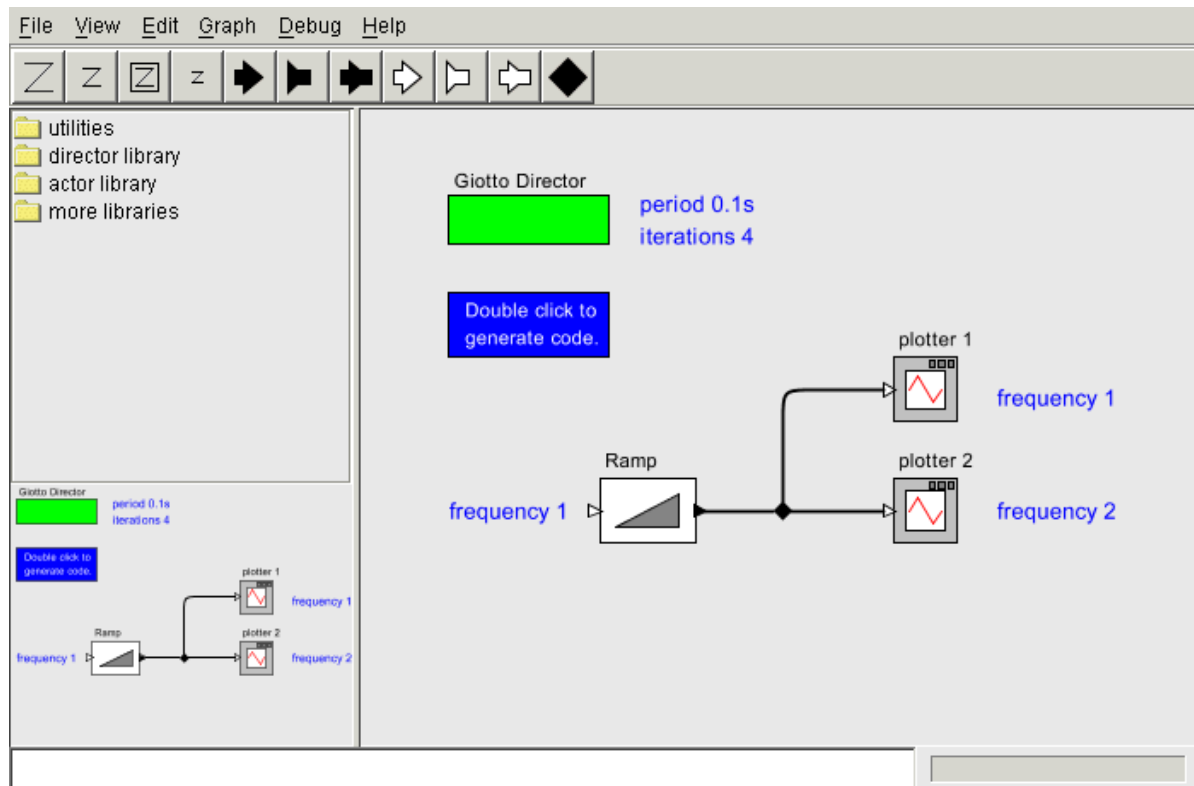 File View Edit Graph Debug Help
Z Z Z z
utilities
director library
actor library
more libraries
Giotto Director
period 0.1s
iterations 4
Double click to
generate code.
plotter 1
frequency 1
Ramp
plotter 2
frequency 1
frequency 2
Giotto Director
period 0.1s
iterations 4
Double click to
generate code.
plotter 1
frequency 1
Ramp
plotter 2
frequency 1
frequency 2